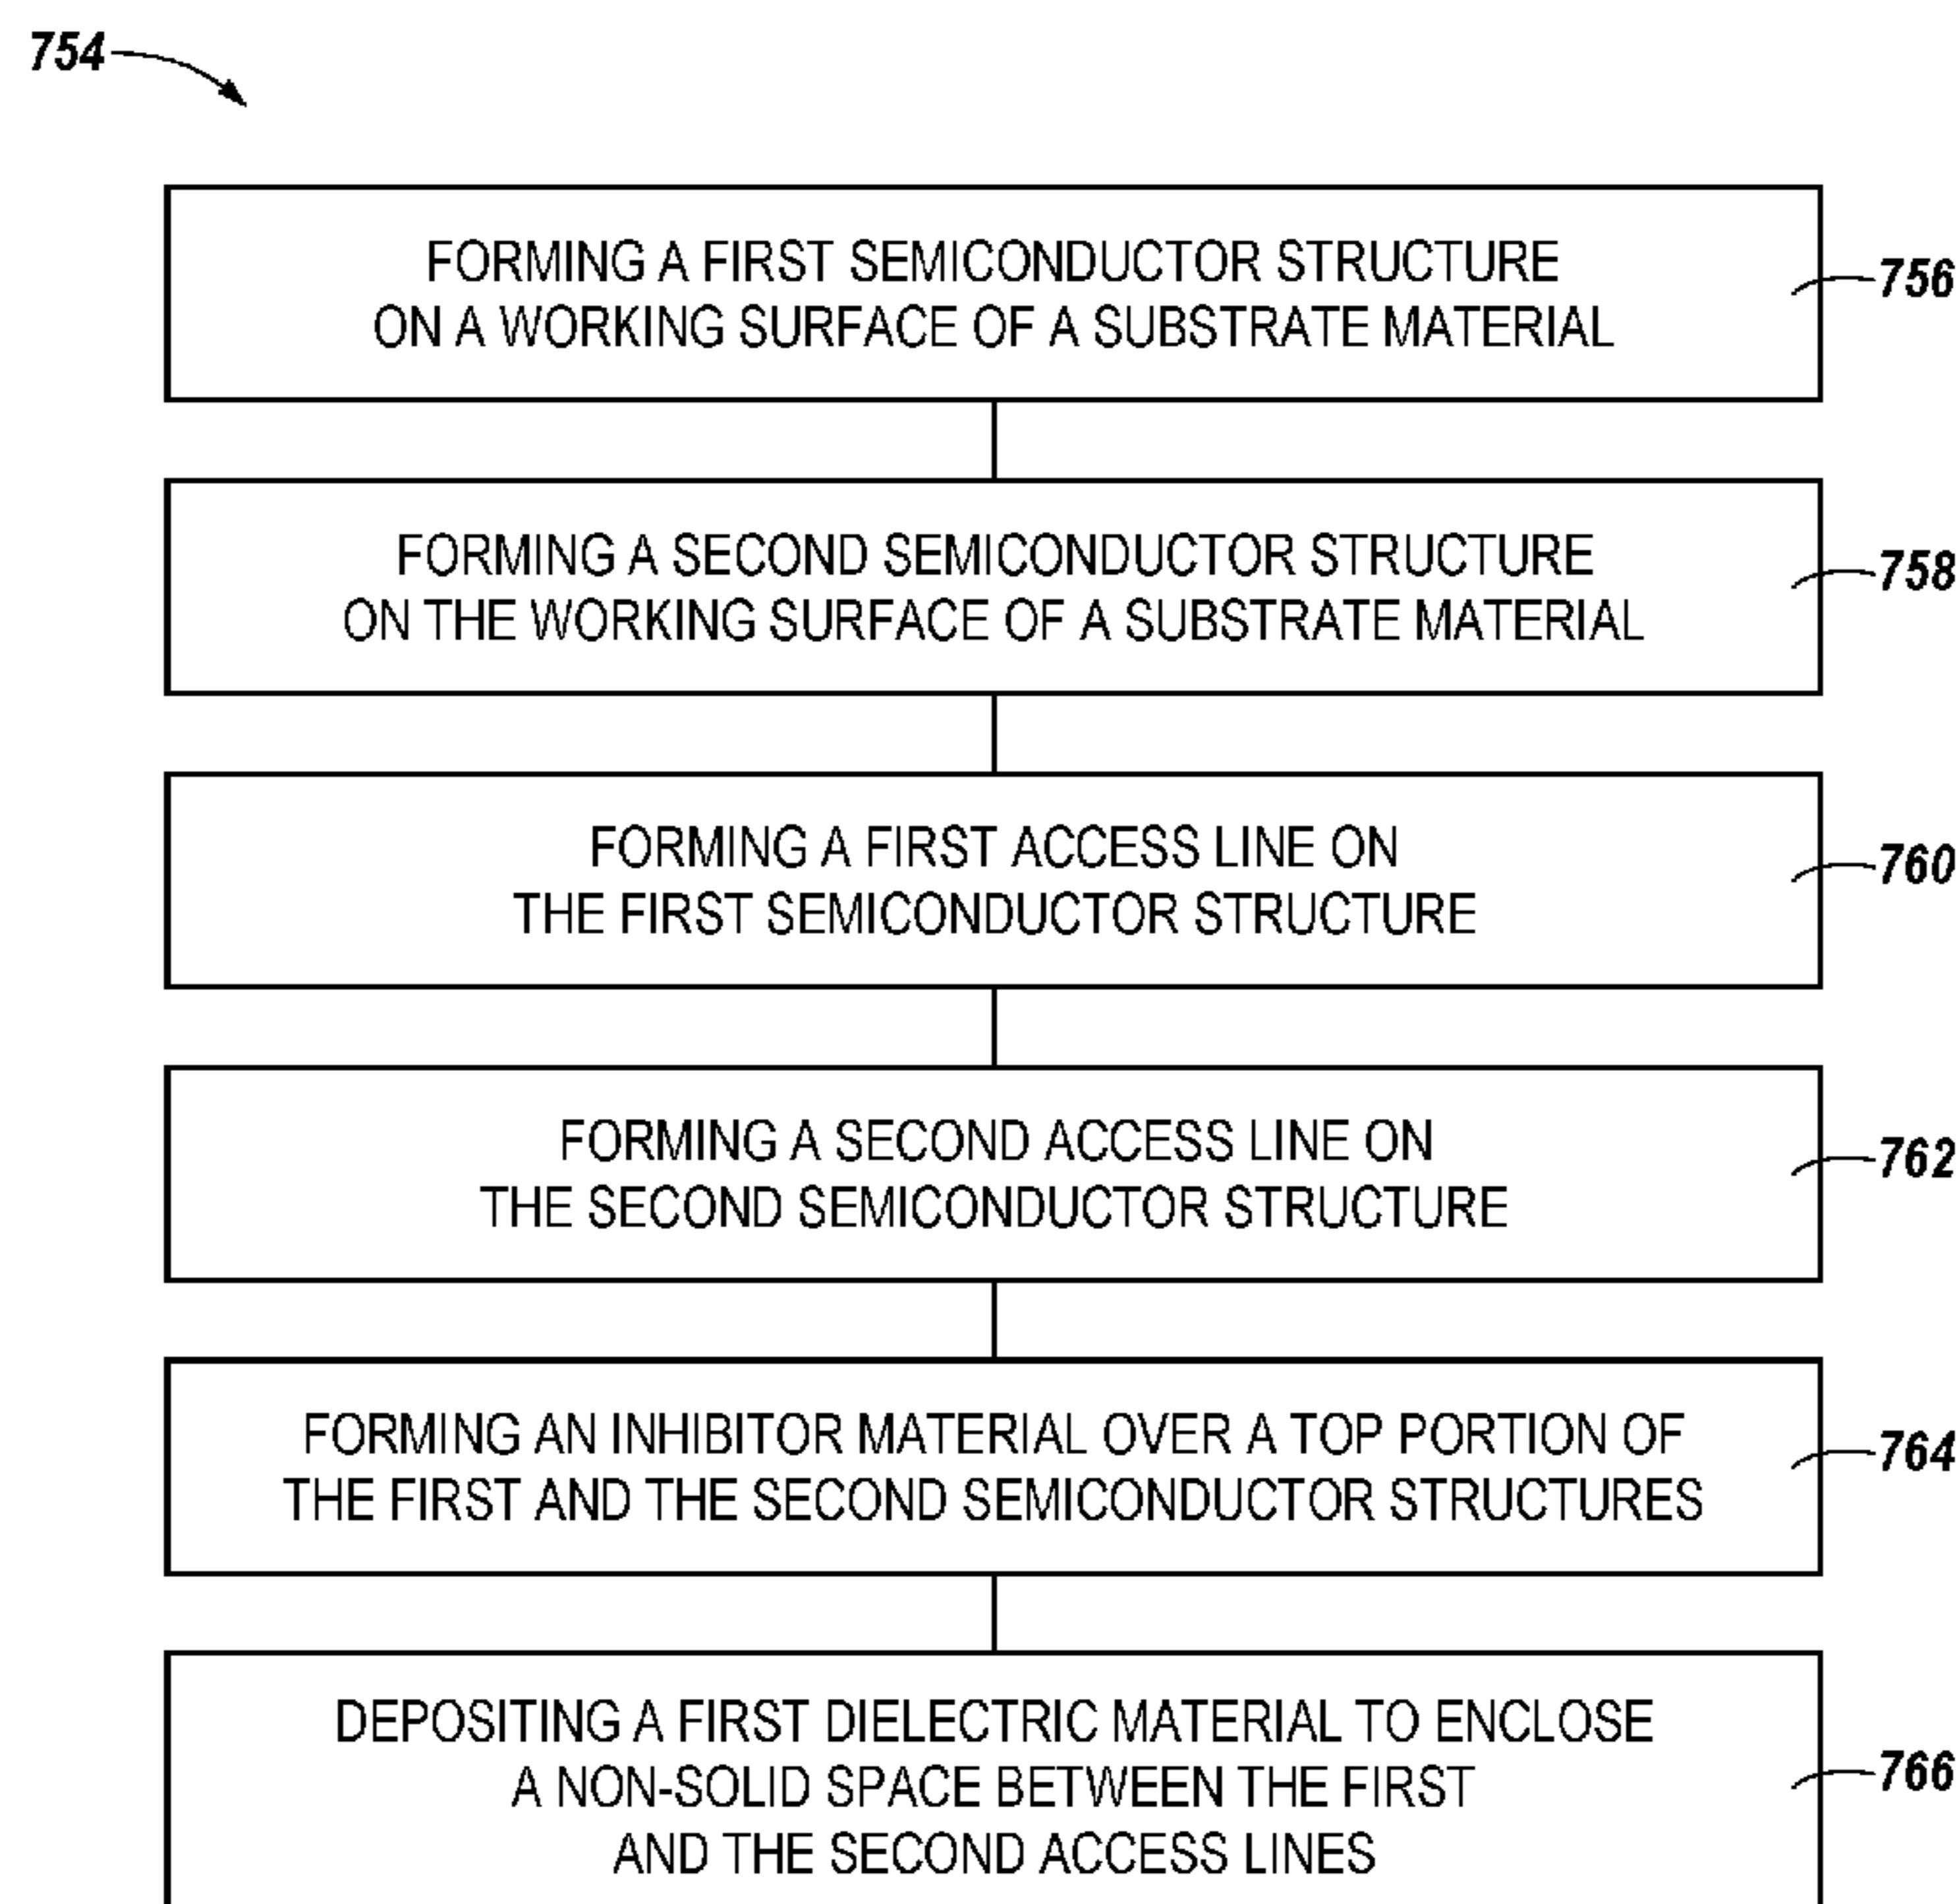 754
FORMING A FIRST SEMICONDUCTOR STRUCTURE
ON A WORKING SURFACE OF A SUBSTRATE MATERIAL
756
FORMING A SECOND SEMICONDUCTOR STRUCTURE
ON THE WORKING SURFACE OF A SUBSTRATE MATERIAL
758
FORMING A FIRST ACCESS LINE ON
THE FIRST SEMICONDUCTOR STRUCTURE
760
FORMING A SECOND ACCESS LINE ON
THE SECOND SEMICONDUCTOR STRUCTURE
762
FORMING AN INHIBITOR MATERIAL OVER A TOP PORTION OF
THE FIRST AND THE SECOND SEMICONDUCTOR STRUCTURES
764
DEPOSITING A FIRST DIELECTRIC MATERIAL TO ENCLOSE
A NON-SOLID SPACE BETWEEN THE FIRST
AND THE SECOND ACCESS LINES
766